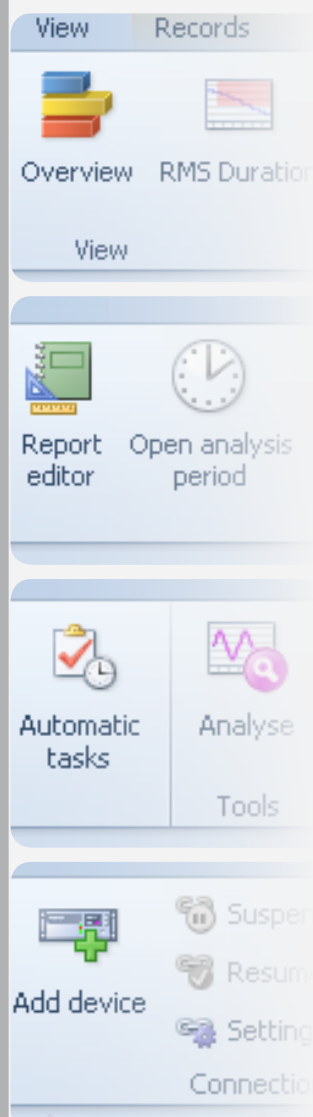 View Records
Overview RMS Duration
View
Report Open analysis
editor period
Automatic Analyse
tasks
Tools
Suspen
Resum
Add device
Setting
Connectio